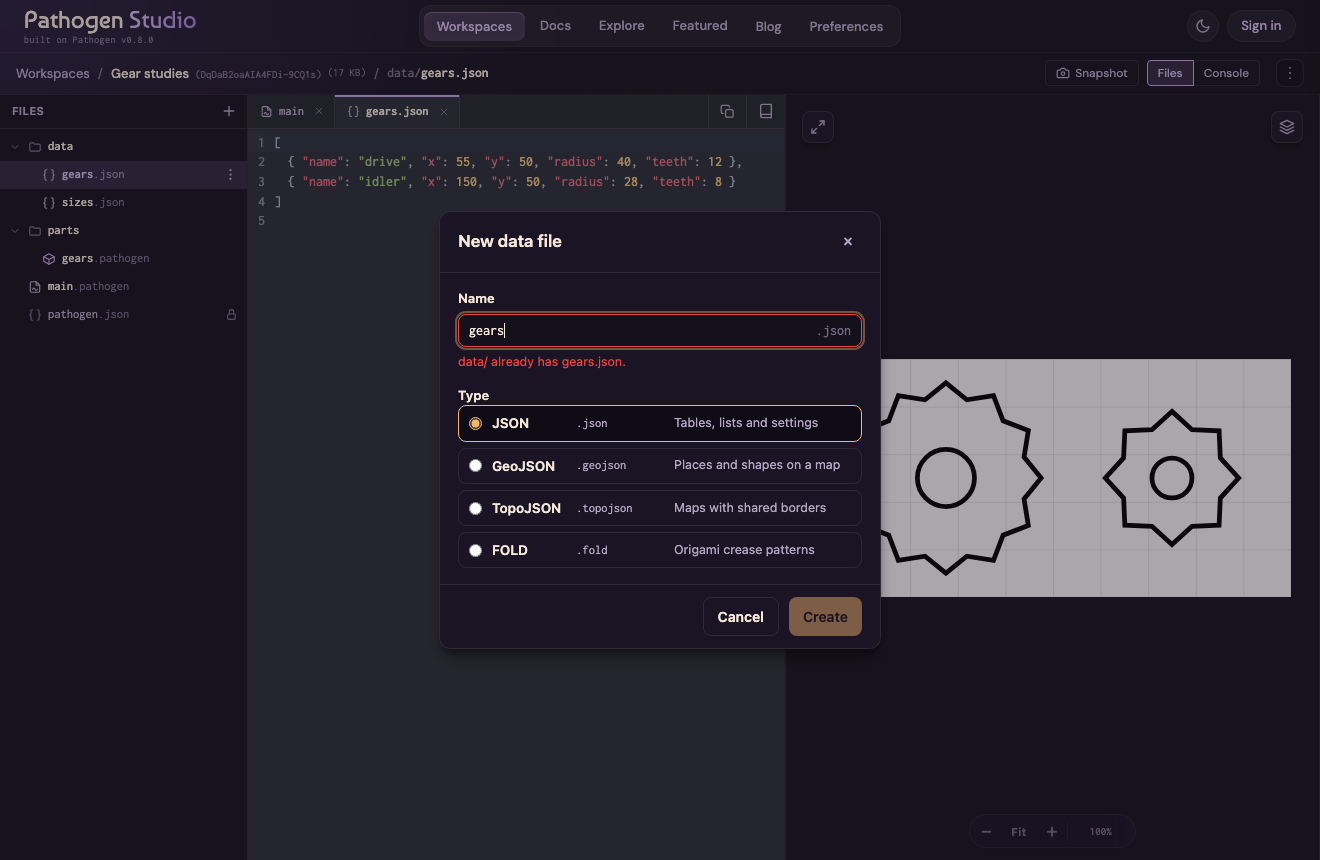 Pathogen Studio
built on Pathogen v0.8.0
Workspaces Docs Explore Featured Blog Preferences
Sign in
Workspaces / Gear studies (DqDaB2oaAIA4FDi-9CQ1s) (17 KB) / data/gears.json
Snapshot Files Console
FILES
main
{} gears.json
data
{} gears.json
{} sizes.json
parts
gears.pathogen
main.pathogen
{} pathogen.json
1 [
2 { "name": "drive", "x": 55, "y": 50, "radius": 40, "teeth": 12 },
3 { "name": "idler", "x": 150, "y": 50, "radius": 28, "teeth": 8 }
4 ]
5
New data file
Name
gears .json
data/ already has gears.json.
Type
JSON .json Tables, lists and settings
GeoJSON .geojson Places and shapes on a map
TopoJSON .topojson Maps with shared borders
FOLD .fold Origami crease patterns
Cancel Create
Fit 100%